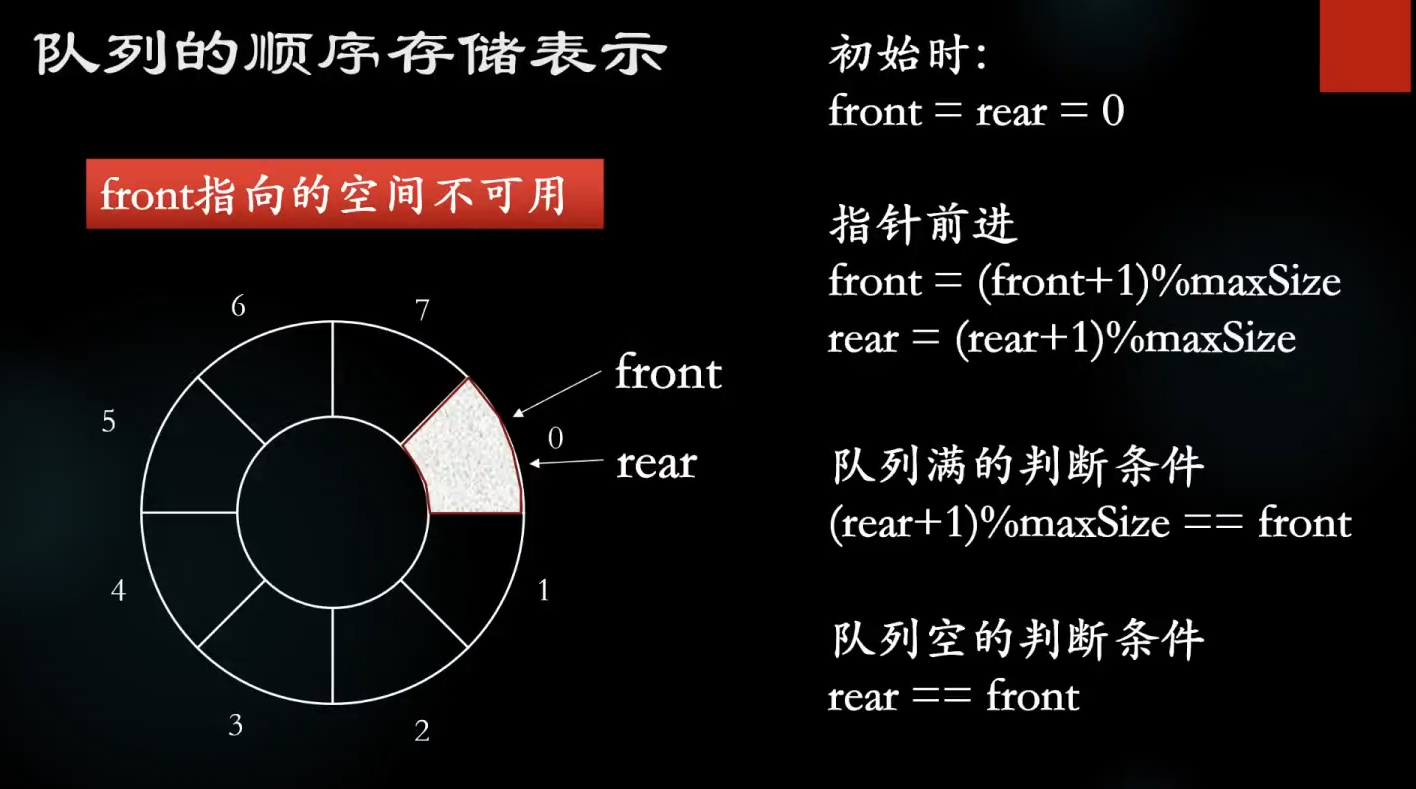 队列的顺序存储表示
front指向的空间不可用
6
7
front
5
0
rear
4
1
3
2
初始时:
front = rear = 0
指针前进
front = (front+1)%maxSize
rear = (rear+1)%maxSize
队列满的判断条件
(rear+1)%maxSize == front
队列空的判断条件
rear == front